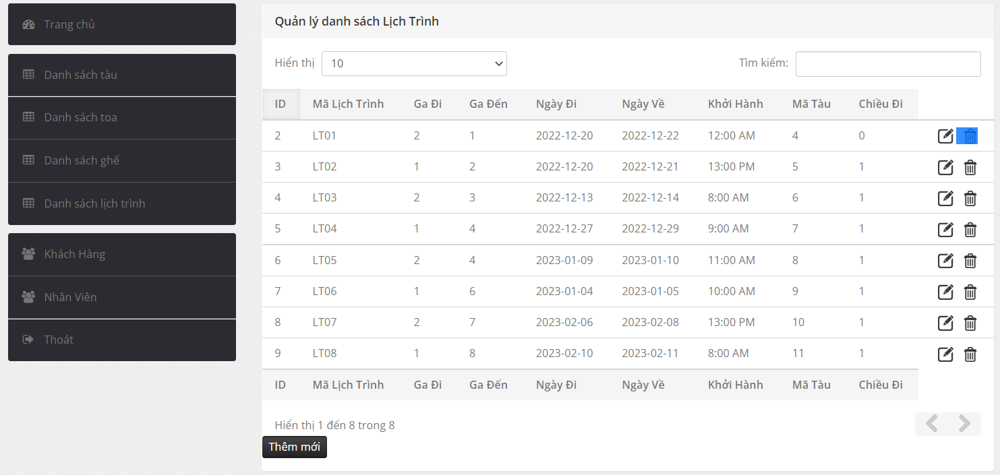 Trang chủ
Danh sách tàu
Danh sách toa
Danh sách ghế
Danh sách lịch trình
Khách Hàng
Nhân Viên
Thoát
Quản lý danh sách Lịch Trình
Hiển thị 10 Tìm kiếm:
ID Mã Lịch Trình Ga Đi Ga Đến Ngày Đi Ngày Về Khởi Hành Mã Tàu Chiều Đi
2 LT01 2 1 2022-12-20 2022-12-22 12:00 AM 4 0
3 LT02 1 2 2022-12-20 2022-12-21 13:00 PM 5 1
4 LT03 2 3 2022-12-13 2022-12-14 8:00 AM 6 1
5 LT04 1 4 2022-12-27 2022-12-29 9:00 AM 7 1
6 LT05 2 4 2023-01-09 2023-01-10 11:00 AM 8 1
7 LT06 1 6 2023-01-04 2023-01-05 10:00 AM 9 1
8 LT07 2 7 2023-02-06 2023-02-08 13:00 PM 10 1
9 LT08 1 8 2023-02-10 2023-02-11 8:00 AM 11 1
ID Mã Lịch Trình Ga Đi Ga Đến Ngày Đi Ngày Về Khởi Hành Mã Tàu Chiều Đi
Hiển thị 1 đến 8 trong 8
Thêm mới